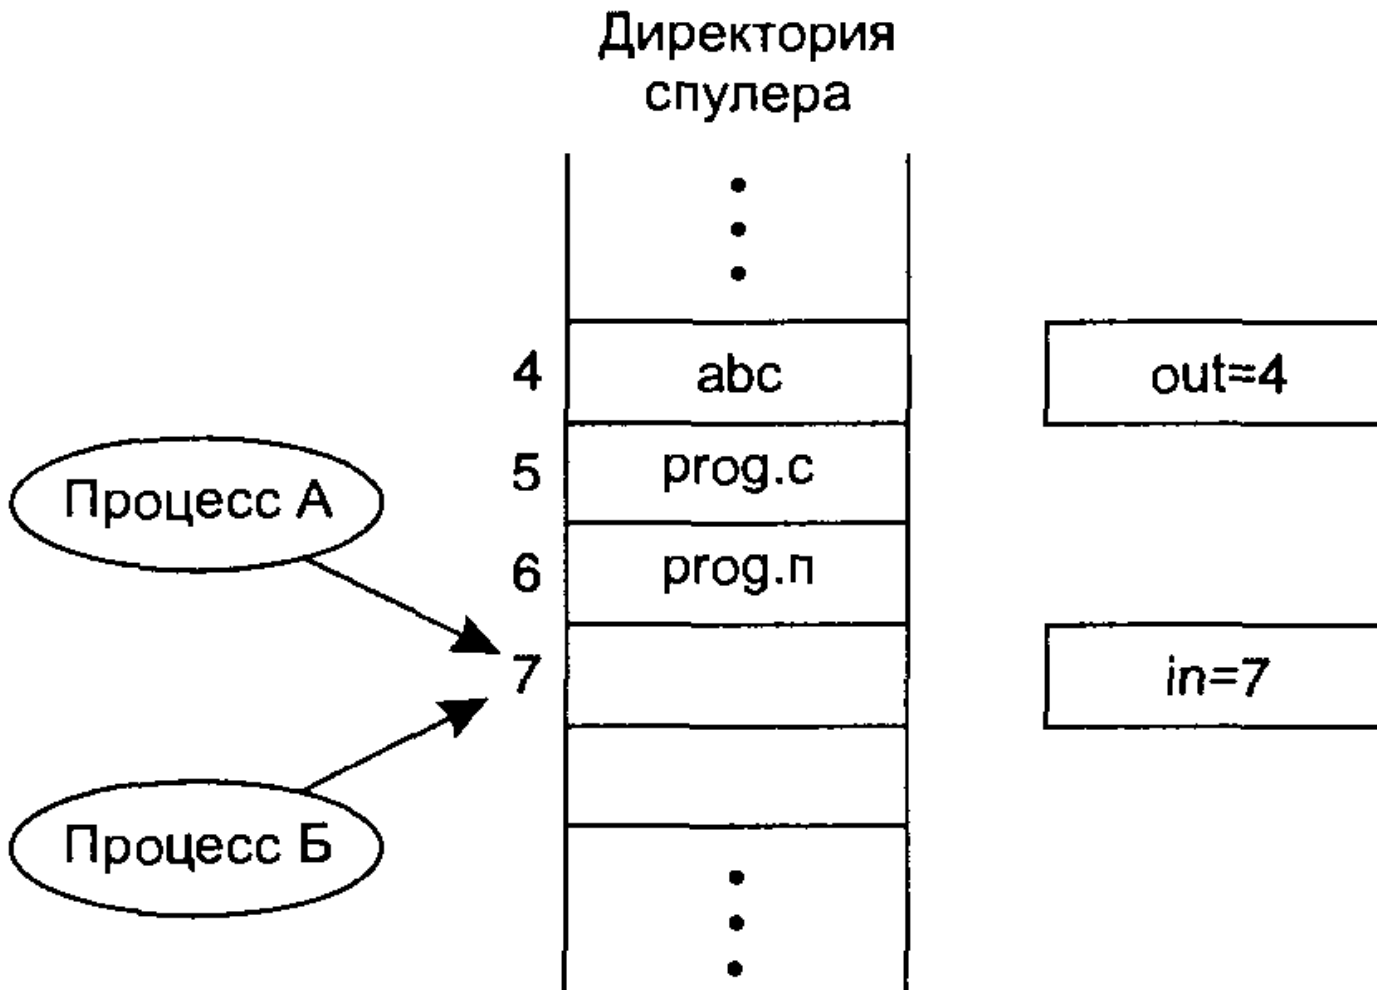 Директория
спулера
4 abc out=4
Процесс А
5 prog.c
6 prog.п
7 in=7
Процесс Б